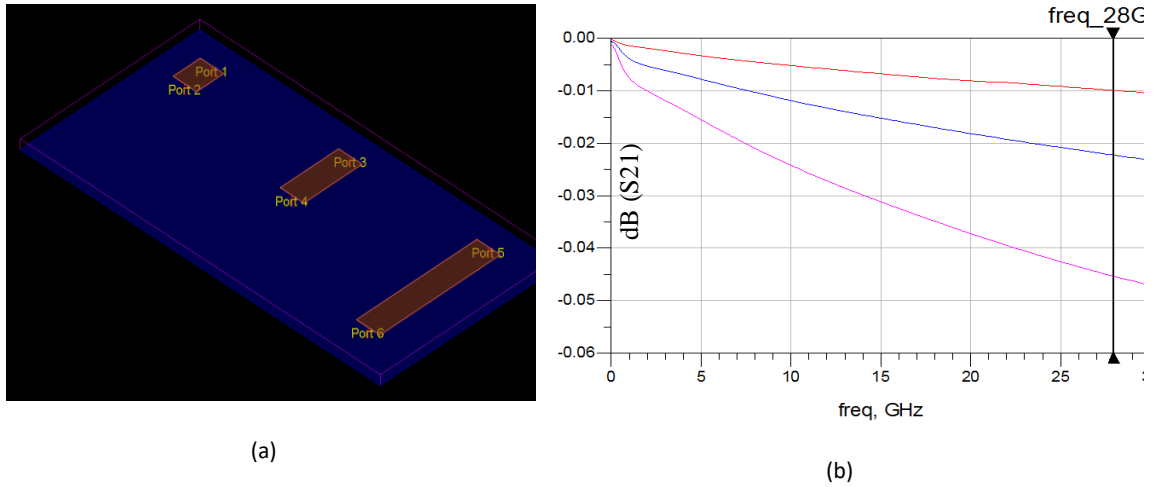 Port 1
Port 2
Port 3
Port 4
Port 5
Port 6
(a)
freq_28G
0.00
-0.01
-0.02
-0.03
-0.04
-0.05
-0.06
dB (S21)
0 5 10 15 20 25 3
freq, GHz
(b)